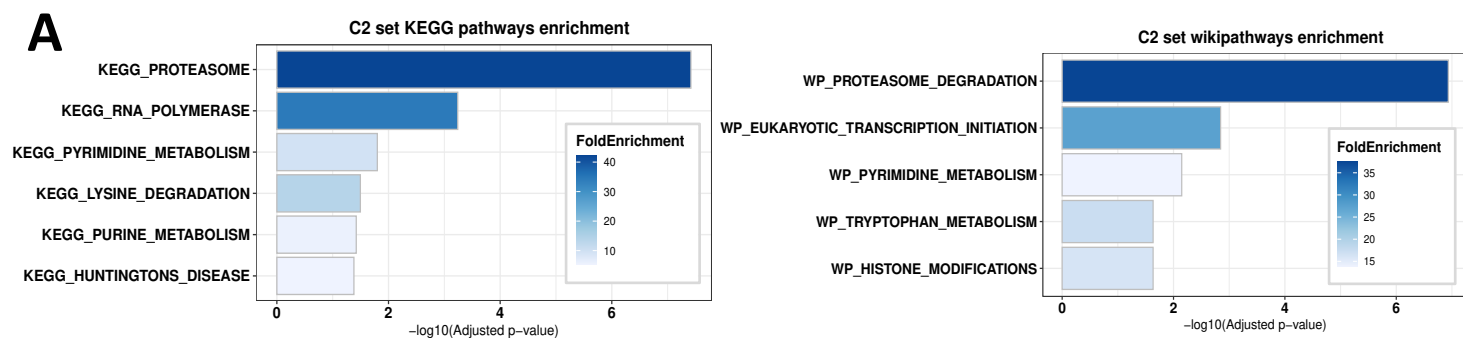 A
C2 set KEGG pathways enrichment
KEGG_PROTEASOME
KEGG_RNA_POLYMERASE
KEGG_PYRIMIDINE_METABOLISM
KEGG_LYSINE_DEGRADATION
KEGG_PURINE_METABOLISM
KEGG_HUNTINGTONS_DISEASE
FoldEnrichment
40
30
20
10
0 2 4 6
−log10(Adjusted p−value)
C2 set wikipathways enrichment
WP_PROTEASOME_DEGRADATION
WP_EUKARYOTIC_TRANSCRIPTION_INITIATION
WP_PYRIMIDINE_METABOLISM
WP_TRYPTOPHAN_METABOLISM
WP_HISTONE_MODIFICATIONS
FoldEnrichment
35
30
25
20
15
0 2 4 6
−log10(Adjusted p−value)